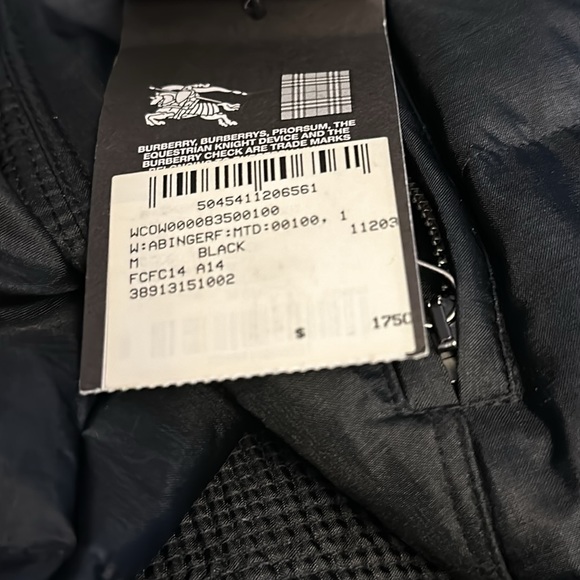 BURBERRY, BURBERRYS, PRORSUM, THE
EQUESTRIAN KNIGHT DEVICE AND THE
BURBERRY CHECK ARE TRADE MARKS
5045411206561
WCOW000083500100
W:ABINGERF:MTD:00100, 1
M BLACK 11203
FCFC14 A14
38913151002
$ 1750